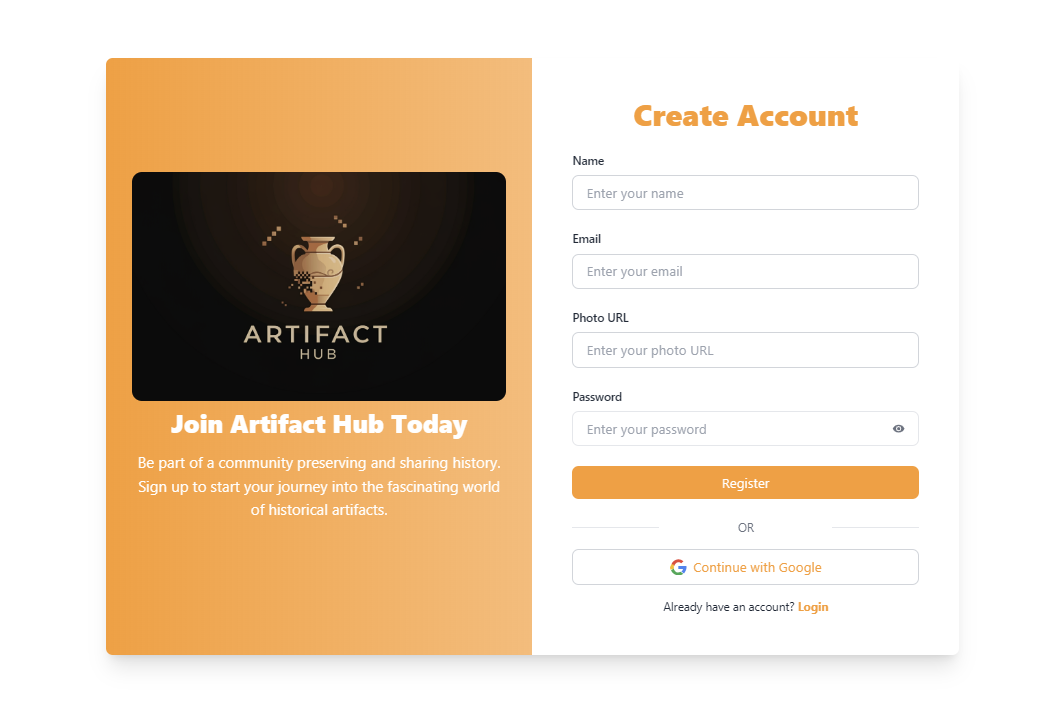 ARTIFACT
HUB
Join Artifact Hub Today
Be part of a community preserving and sharing history.
Sign up to start your journey into the fascinating world
of historical artifacts.
Create Account
Name
Enter your name
Email
Enter your email
Photo URL
Enter your photo URL
Password
Enter your password
Register
OR
Continue with Google
Already have an account? Login